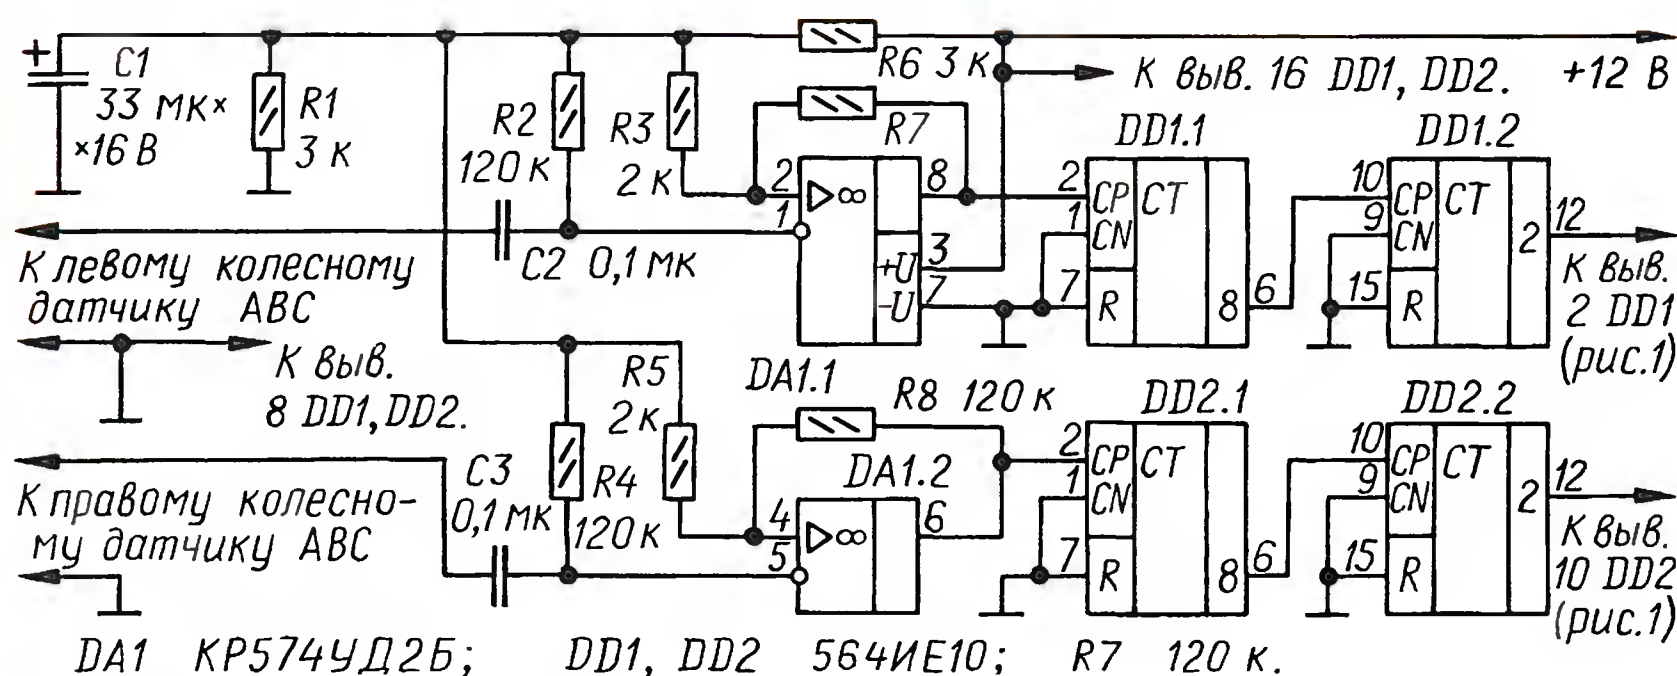 +
C1
33 мк×
×16 В
R1
3 к
R2
120 к
R3
2 к
R6 3 к
К выв. 16 DD1, DD2.
+12 В
R7
DD1.1
DD1.2
2
1
▷∞
8
3
+U
7
-U
2
CP
CT
1
CN
7
R
8
6
10
CP
CT
9
CN
15
R
2
12
C2 0,1 мк
К левому колесному
датчику АВС
К выв.
2 DD1
(рис.1)
К выв.
8 DD1, DD2.
R5
2 к
DA1.1
R8 120 к
DD2.1
DD2.2
К правому колесно-
му датчику АВС
C3
0,1 мк
R4
120 к
DA1.2
4
5
▷∞
6
2
CP
CT
1
CN
7
R
8
6
10
CP
CT
9
CN
15
R
2
12
К выв.
10 DD2
(рис.1)
DA1 КР574УД2Б; DD1, DD2 564ИЕ10; R7 120 к.